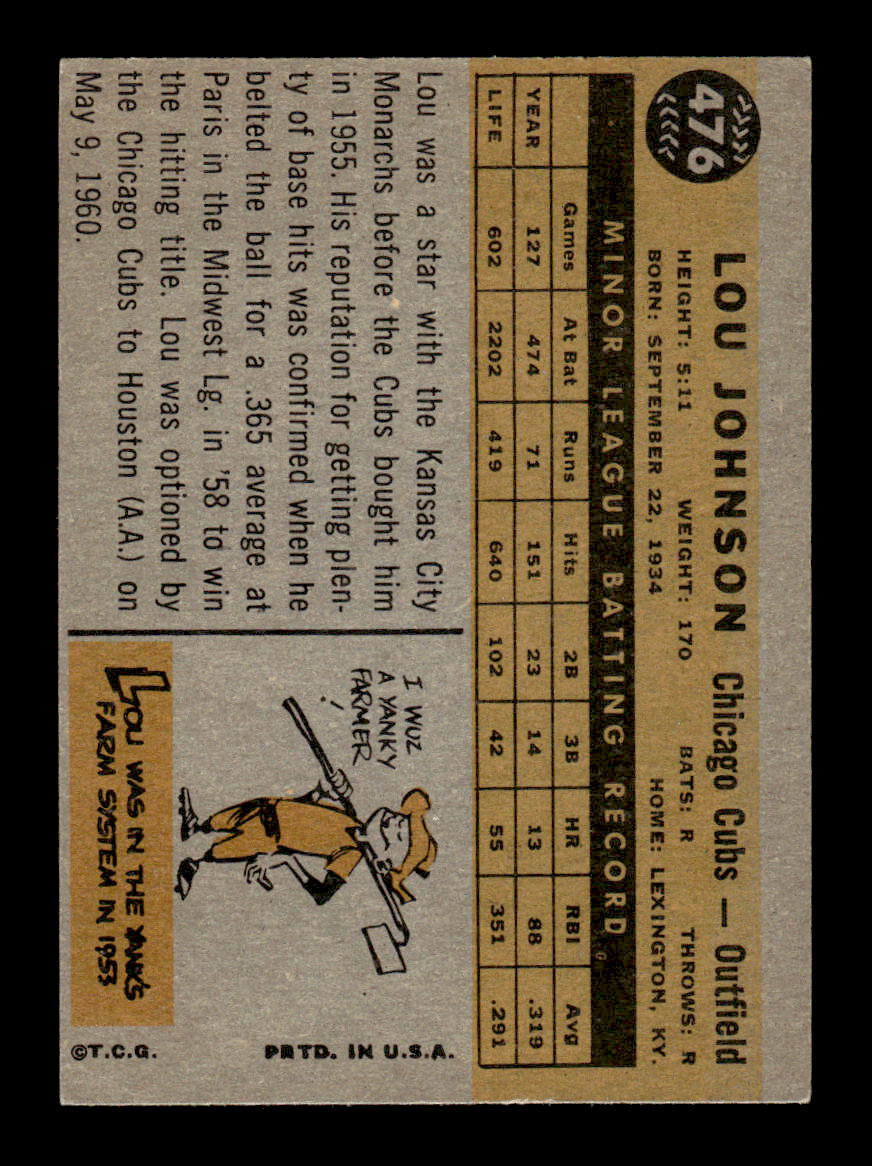 476
LOU JOHNSON Chicago Cubs — Outfield
HEIGHT: 5:11 WEIGHT: 170 BATS: R THROWS: R
BORN: SEPTEMBER 22, 1934 HOME: LEXINGTON, KY.
MINOR LEAGUE BATTING RECORD
Games At Bat Runs Hits 2B 3B HR RBI Avg
YEAR 127 474 71 151 23 14 13 88 .319
LIFE 602 2202 419 640 102 42 55 351 .291
Lou was a star with the Kansas City
Monarchs before the Cubs bought him
in 1955. His reputation for getting plen-
ty of base hits was confirmed when he
belted the ball for a .365 average at
Paris in the Midwest Lg. in '58 to win
the hitting title. Lou was optioned by
the Chicago Cubs to Houston (A.A.) on
May 9, 1960.
I WUZ
A YANKY
FARMER!
LOU WAS IN THE YANK'S
FARM SYSTEM IN 1953
©T.C.G. PRTD. IN U.S.A.